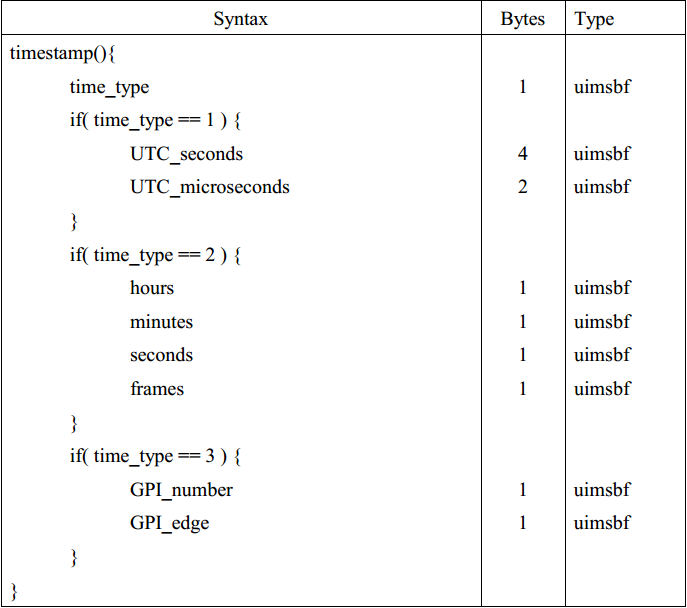 Syntax Bytes Type
timestamp(){
time_type 1 uimsbf
if( time_type == 1 ) {
UTC_seconds 4 uimsbf
UTC_microseconds 2 uimsbf
}
if( time_type == 2 ) {
hours 1 uimsbf
minutes 1 uimsbf
seconds 1 uimsbf
frames 1 uimsbf
}
if( time_type == 3 ) {
GPI_number 1 uimsbf
GPI_edge 1 uimsbf
}
}